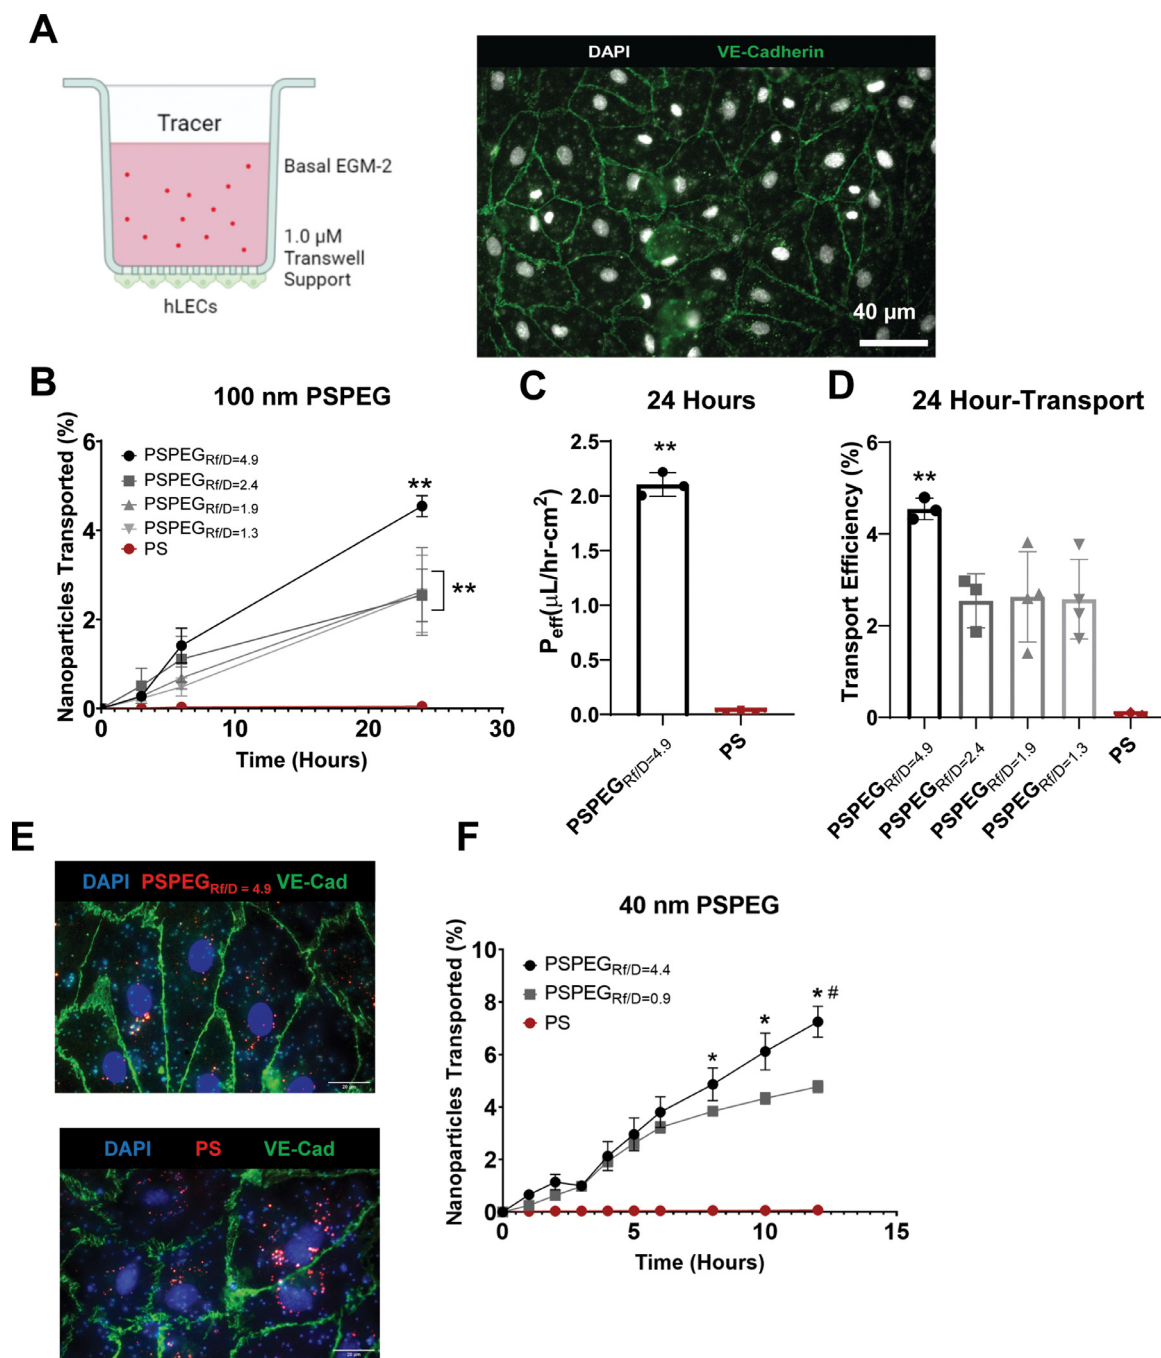 A
Tracer
Basal EGM-2
1.0 µM
Transwell
Support
hLECs
DAPI VE-Cadherin
40 µm
B
100 nm PSPEG
Nanoparticles Transported (%)
6
4
2
0
0 10 20 30
Time (Hours)
PSPEGRf/D=4.9
PSPEGRf/D=2.4
PSPEGRf/D=1.9
PSPEGRf/D=1.3
PS
**
**
C
24 Hours
Peff(µL/hr-cm2)
2.5
2.0
1.5
1.0
0.5
0.0
**
PSPEGRf/D=4.9
PS
D
24 Hour-Transport
Transport Efficiency (%)
6
4
2
0
**
PSPEGRf/D=4.9
PSPEGRf/D=2.4
PSPEGRf/D=1.9
PSPEGRf/D=1.3
PS
E
DAPI PSPEGRf/D = 4.9 VE-Cad
20 µm
DAPI PS VE-Cad
20 µm
F
40 nm PSPEG
Nanoparticles Transported (%)
10
8
6
4
2
0
0 5 10 15
Time (Hours)
PSPEGRf/D=4.4
PSPEGRf/D=0.9
PS
*
*
* #